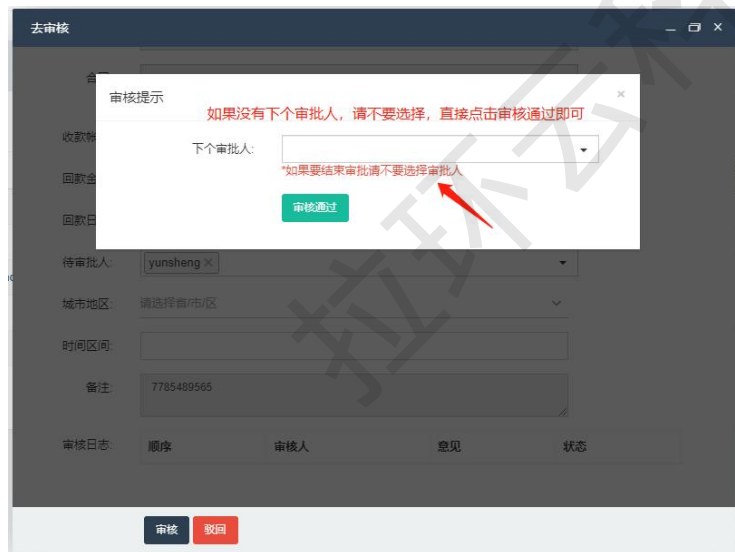 去审核
审核提示
如果没有下个审批人，请不要选择，直接点击审核通过即可
下个审批人:
*如果要结束审批请不要选择审批人
审核通过
收款帐
回款金
回款日
待审批人: yunsheng ×
城市地区: 请选择省/市/区
时间区间:
备注: 7785489565
审核日志: 顺序 审核人 意见 状态
审核 驳回
拉环云科